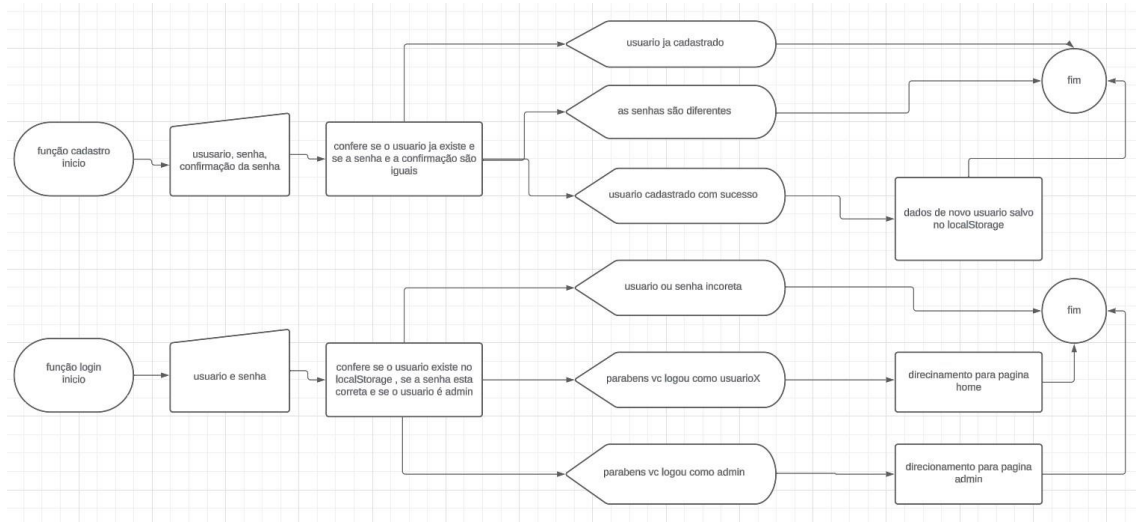 função cadastro
inicio
ususario, senha,
confirmação da senha
confere se o usuario ja existe e
se a senha e a confirmação são
iguais
usuario ja cadastrado
as senhas são diferentes
usuario cadastrado com sucesso
dados de novo usuario salvo
no localStorage
fim
função login
inicio
usuario e senha
confere se o usuario existe no
localStorage , se a senha esta
correta e se o usuario é admin
usuario ou senha incoreta
parabens vc logou como usuarioX
parabens vc logou como admin
direcinamento para pagina
home
direcionamento para pagina
admin
fim